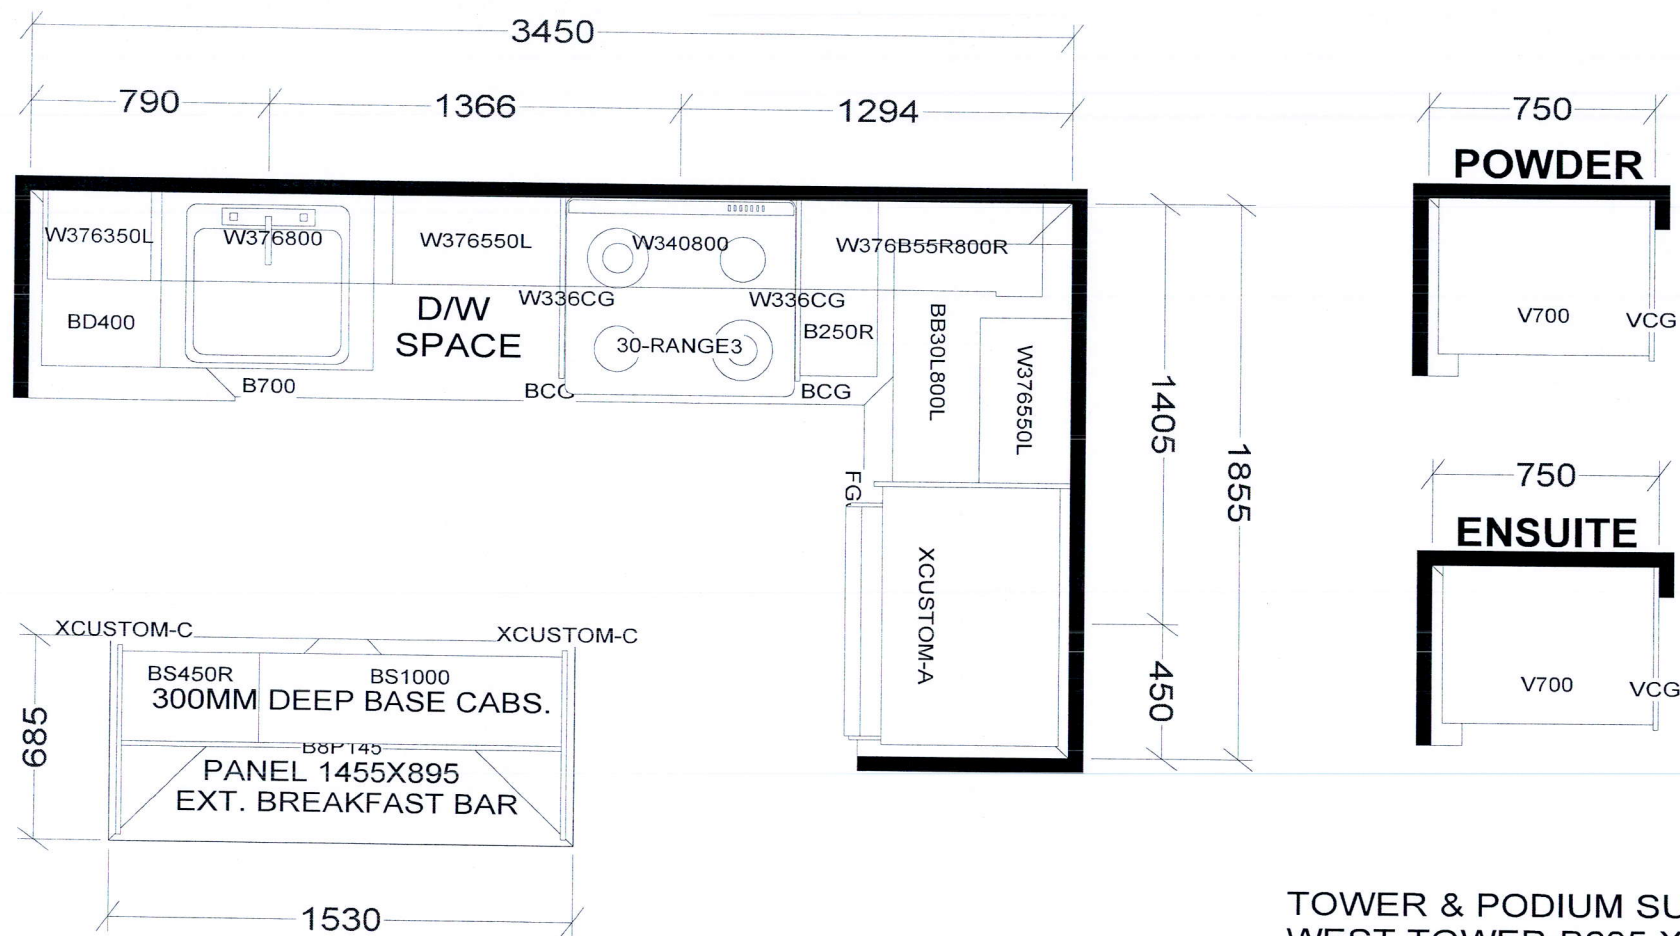 3450
790
1366
1294
750
POWDER
W376350L
W376800
W376550L
W340800
W376B55R800R
W336CG
W336CG
D/W
SPACE
BD400
30-RANGE3
B250R
BB30L800L
W376550L
B700
BCG
BCG
1405
1855
V700
VCG
FG
750
ENSUITE
XCUSTOM-A
450
XCUSTOM-C
XCUSTOM-C
BS450R
BS1000
300MM DEEP BASE CABS.
685
PANEL 1455X895
EXT. BREAKFAST BAR
V700
VCG
1530
TOWER & PODIUM SU